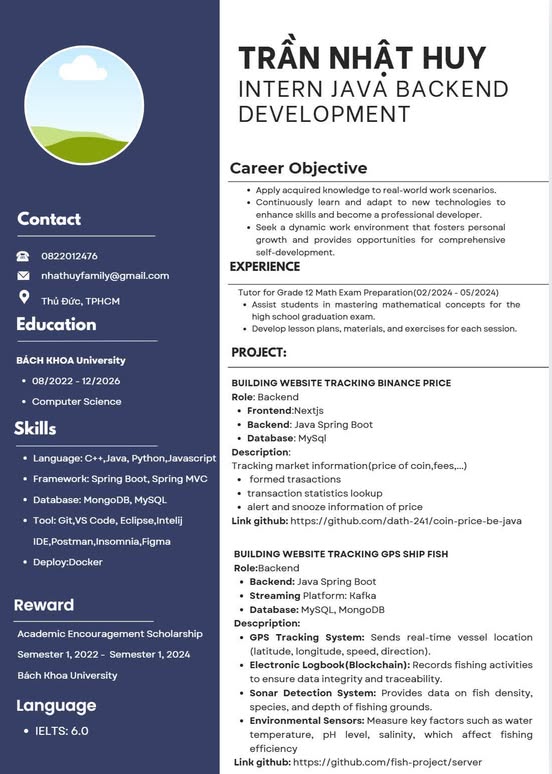 TRẦN NHẬT HUY
INTERN JAVA BACKEND
DEVELOPMENT
Contact
0822012476
nhathuyfamily@gmail.com
Thủ Đức, TPHCM
Education
BÁCH KHOA University
• 08/2022 - 12/2026
• Computer Science
Skills
• Language: C++,Java, Python,Javascript
• Framework: Spring Boot, Spring MVC
• Database: MongoDB, MySQL
• Tool: Git,VS Code, Eclipse,Intelij
IDE,Postman,Insomnia,Figma
• Deploy:Docker
Reward
Academic Encouragement Scholarship
Semester 1, 2022 - Semester 1, 2024
Bách Khoa University
Language
• IELTS: 6.0
Career Objective
• Apply acquired knowledge to real-world work scenarios.
• Continuously learn and adapt to new technologies to
enhance skills and become a professional developer.
• Seek a dynamic work environment that fosters personal
growth and provides opportunities for comprehensive
self-development.
EXPERIENCE
Tutor for Grade 12 Math Exam Preparation(02/2024 - 05/2024)
• Assist students in mastering mathematical concepts for the
high school graduation exam.
• Develop lesson plans, materials, and exercises for each session.
PROJECT:
BUILDING WEBSITE TRACKING BINANCE PRICE
Role: Backend
• Frontend:Nextjs
• Backend: Java Spring Boot
• Database: MySql
Description:
Tracking market information(price of coin,fees,...)
• formed trasactions
• transaction statistics lookup
• alert and snooze information of price
Link github: https://github.com/dath-241/coin-price-be-java
BUILDING WEBSITE TRACKING GPS SHIP FISH
Role:Backend
• Backend: Java Spring Boot
• Streaming Platform: Kafka
• Database: MySQL, MongoDB
Descprition:
• GPS Tracking System: Sends real-time vessel location
(latitude, longitude, speed, direction).
• Electronic Logbook(Blockchain): Records fishing activities
to ensure data integrity and traceability.
• Sonar Detection System: Provides data on fish density,
species, and depth of fishing grounds.
• Environmental Sensors: Measure key factors such as water
temperature, pH level, salinity, which affect fishing
efficiency
Link github: https://github.com/fish-project/server